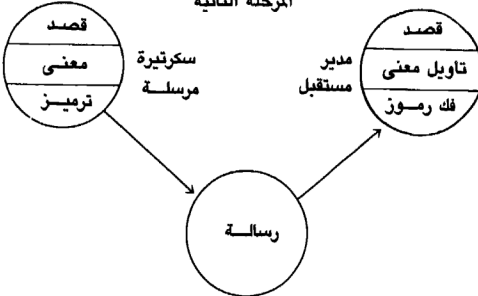 المرحلة الثانية
قصد
معنى
ترميز
سكرتيرة
مرسلة
مدير
مستقبل
قصد
تاويل معنى
فك رموز
رسالة